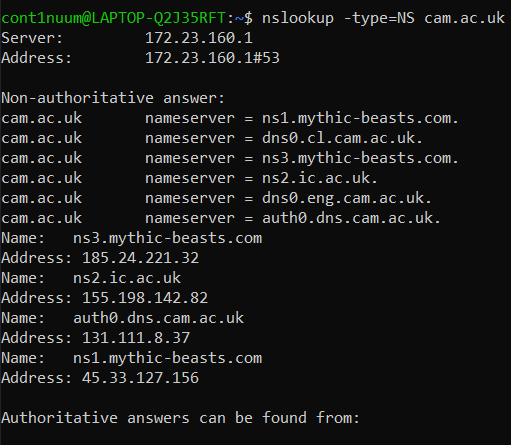 cont1nuum@LAPTOP-Q2J35RFT:~$ nslookup -type=NS cam.ac.uk
Server:         172.23.160.1
Address:        172.23.160.1#53

Non-authoritative answer:
cam.ac.uk       nameserver = ns1.mythic-beasts.com.
cam.ac.uk       nameserver = dns0.cl.cam.ac.uk.
cam.ac.uk       nameserver = ns3.mythic-beasts.com.
cam.ac.uk       nameserver = ns2.ic.ac.uk.
cam.ac.uk       nameserver = dns0.eng.cam.ac.uk.
cam.ac.uk       nameserver = auth0.dns.cam.ac.uk.
Name:   ns3.mythic-beasts.com
Address: 185.24.221.32
Name:   ns2.ic.ac.uk
Address: 155.198.142.82
Name:   auth0.dns.cam.ac.uk
Address: 131.111.8.37
Name:   ns1.mythic-beasts.com
Address: 45.33.127.156

Authoritative answers can be found from: